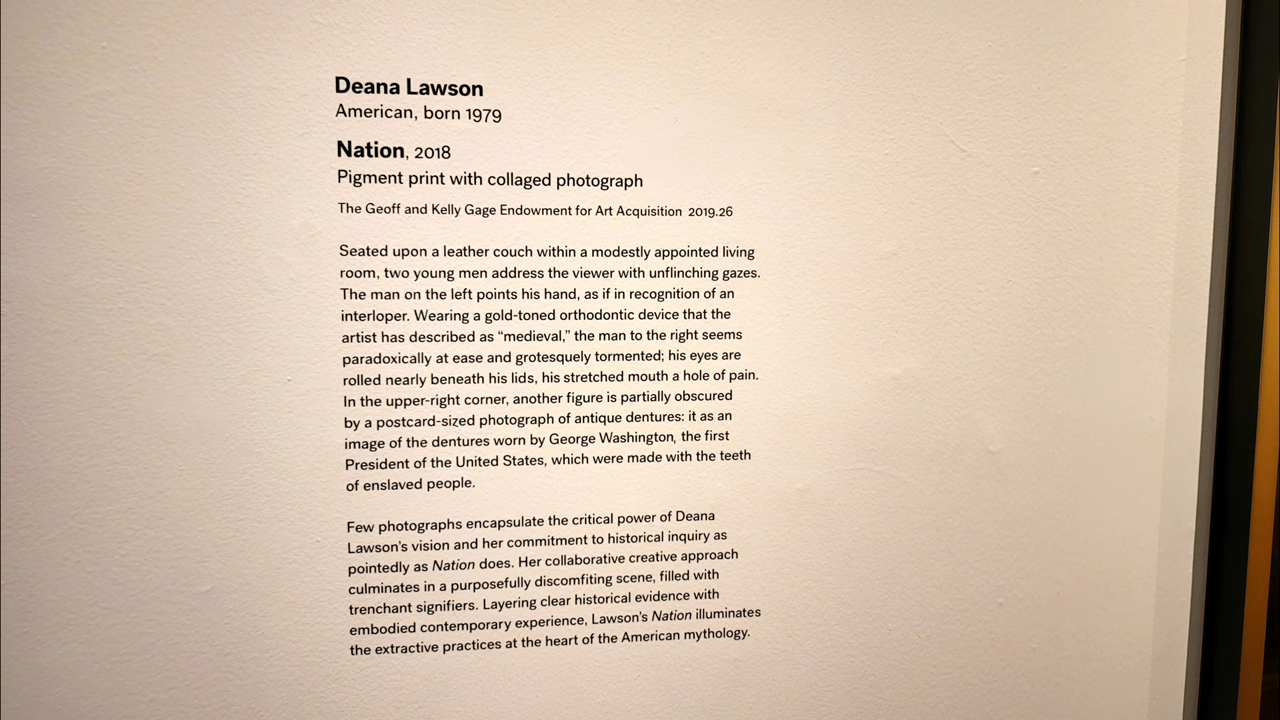 Deana Lawson
American, born 1979
Nation, 2018
Pigment print with collaged photograph
The Geoff and Kelly Gage Endowment for Art Acquisition 2019.26
Seated upon a leather couch within a modestly appointed living
room, two young men address the viewer with unflinching gazes.
The man on the left points his hand, as if in recognition of an
interloper. Wearing a gold-toned orthodontic device that the
artist has described as “medieval,” the man to the right seems
paradoxically at ease and grotesquely tormented; his eyes are
rolled nearly beneath his lids, his stretched mouth a hole of pain.
In the upper-right corner, another figure is partially obscured
by a postcard-sized photograph of antique dentures: it as an
image of the dentures worn by George Washington, the first
President of the United States, which were made with the teeth
of enslaved people.
Few photographs encapsulate the critical power of Deana
Lawson’s vision and her commitment to historical inquiry as
pointedly as Nation does. Her collaborative creative approach
culminates in a purposefully discomfiting scene, filled with
trenchant signifiers. Layering clear historical evidence with
embodied contemporary experience, Lawson’s Nation illuminates
the extractive practices at the heart of the American mythology.